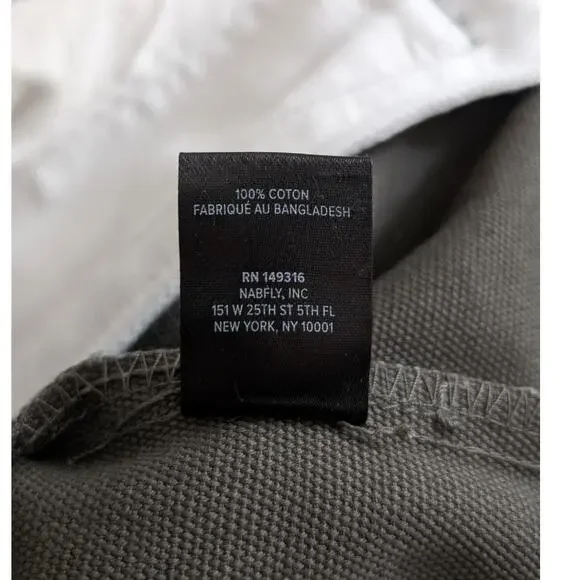 100% COTON
FABRIQUÉ AU BANGLADESH
RN 149316
NABFLY, INC
151 W 25TH ST 5TH FL
NEW YORK, NY 10001